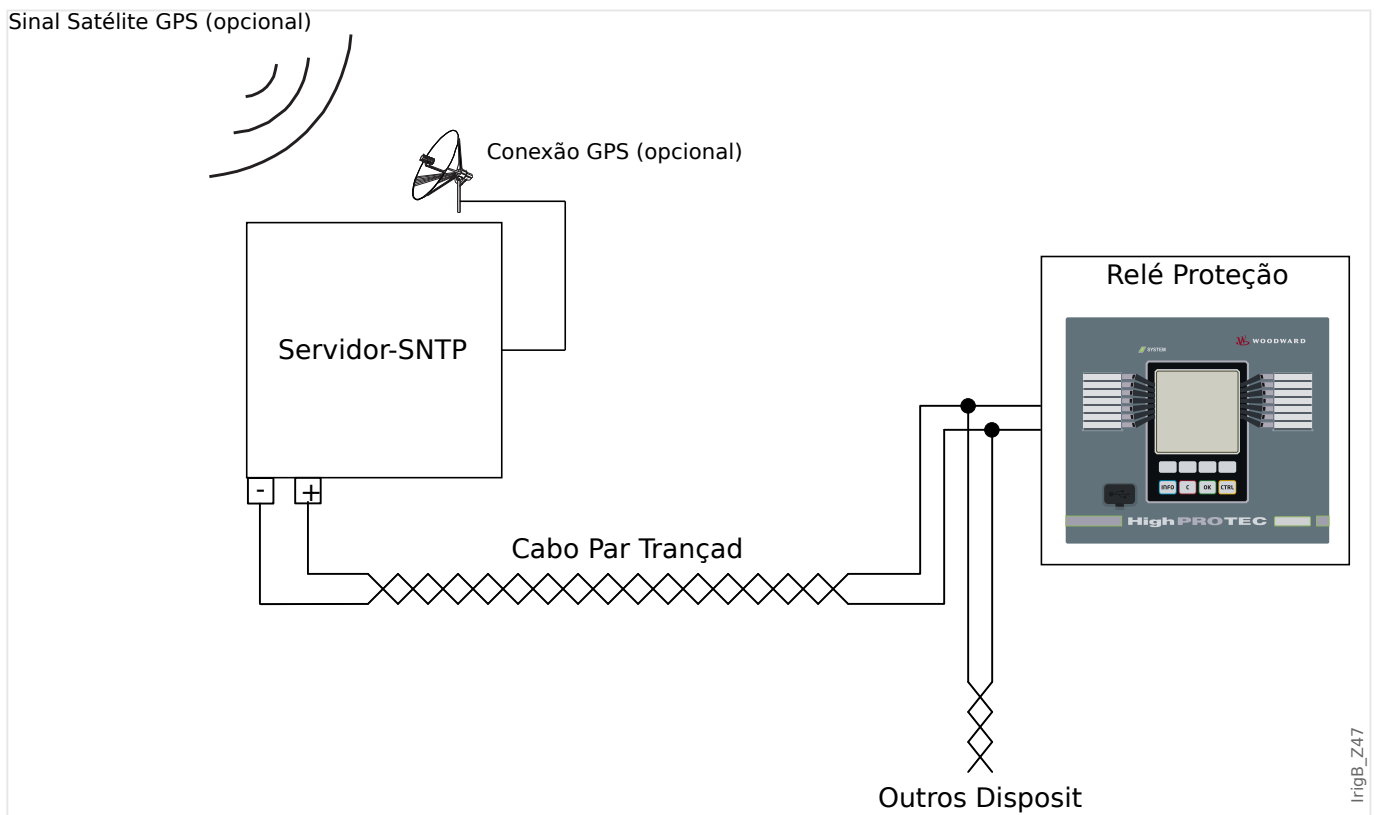 Sinal Satélite GPS (opcional)
Conexão GPS (opcional)
Servidor-SNTP
- +
Relé Proteção
WOODWARD
SYSTEM
INFO C OK CTRL
HighPROTEC
Cabo Par Trançad
Outros Disposit
IrigB_Z47